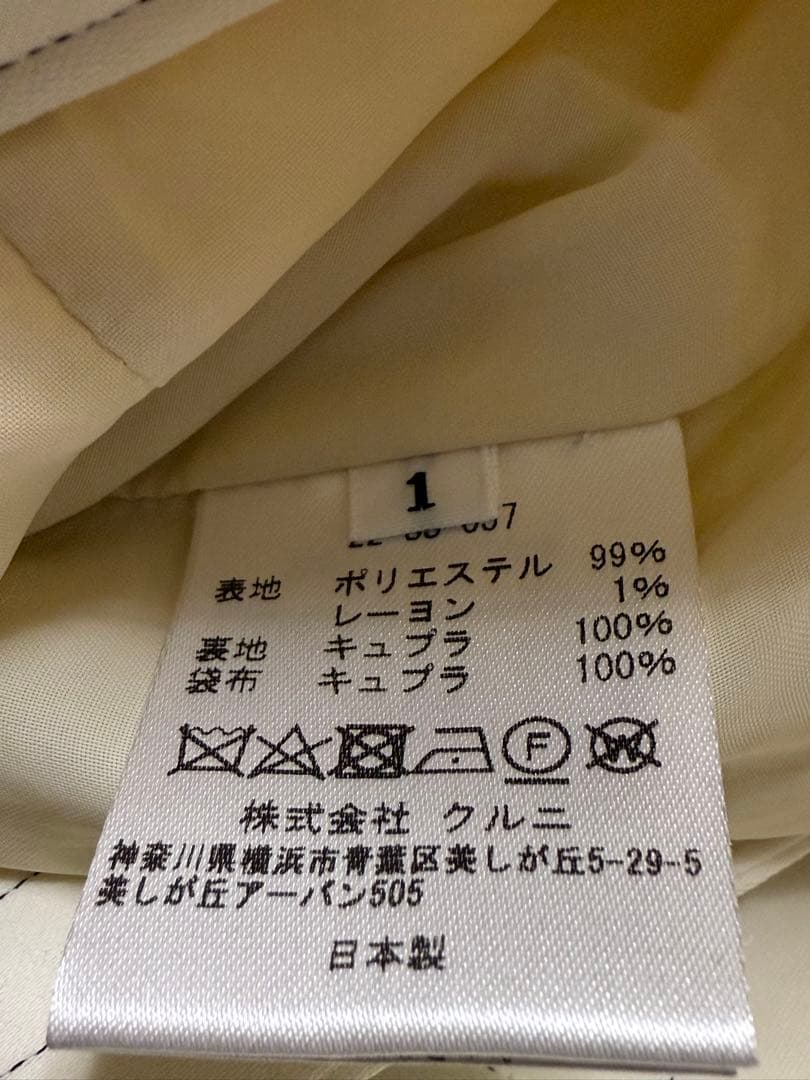 1
表地 ポリエステル 99%
レーヨン 1%
裏地 キュプラ 100%
袋布 キュプラ 100%
F
W
株式会社 クルニ
神奈川県横浜市青葉区美しが丘5-29-5
美しが丘アーバン505
日本製